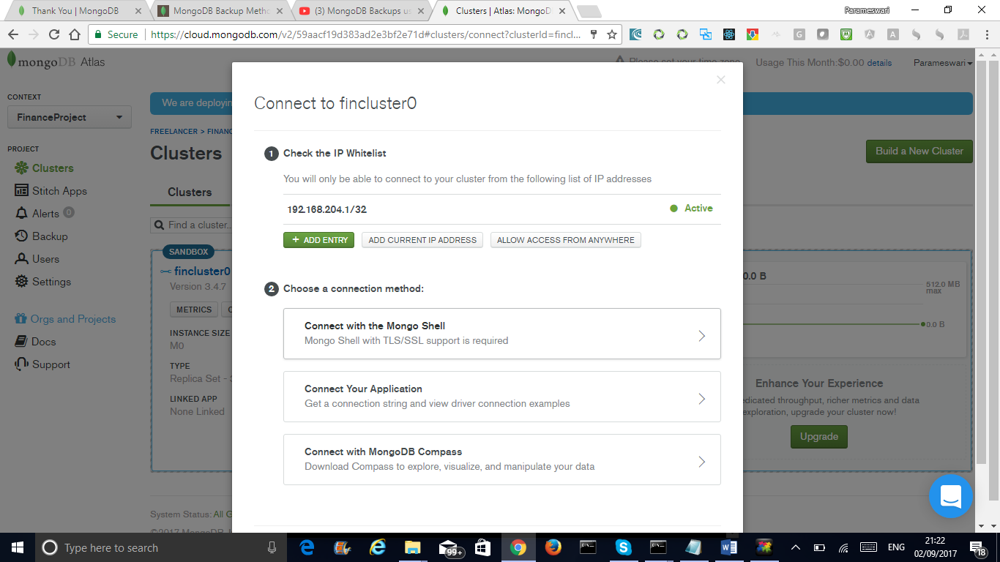 Thank You | MongoDB
MongoDB Backup Metho
(3) MongoDB Backups us
Clusters | Atlas: MongoD
Parameswari
Secure
https://cloud.mongodb.com/v2/59aacf19d383ad2e3bf2e71d#clusters/connect?clusterId=fincl...
mongoDB Atlas
Please set your time zone
Usage This Month:$0.00 details
Parameswari
CONTEXT
FinanceProject
PROJECT
Clusters
Stitch Apps
Alerts 0
Backup
Users
Settings
Orgs and Projects
Docs
Support
We are deployin
FREELANCER > FINANC
Clusters
Build a New Cluster
Clusters
Find a cluster...
SANDBOX
fincluster0
Version 3.4.7
METRICS
C
INSTANCE SIZE
M0
TYPE
Replica Set - 3
LINKED APP
None Linked
0.0 B
512.0 MB
max
0.0 B
Enhance Your Experience
edicated throughput, richer metrics and data
exploration, upgrade your cluster now!
Upgrade
System Status: All G
©2017 MongoDB, I
Connect to fincluster0
1 Check the IP Whitelist
You will only be able to connect to your cluster from the following list of IP addresses
192.168.204.1/32
Active
+ ADD ENTRY
ADD CURRENT IP ADDRESS
ALLOW ACCESS FROM ANYWHERE
2 Choose a connection method:
Connect with the Mongo Shell
Mongo Shell with TLS/SSL support is required
Connect Your Application
Get a connection string and view driver connection examples
Connect with MongoDB Compass
Download Compass to explore, visualize, and manipulate your data
Type here to search
99+
ENG
21:22
02/09/2017
18